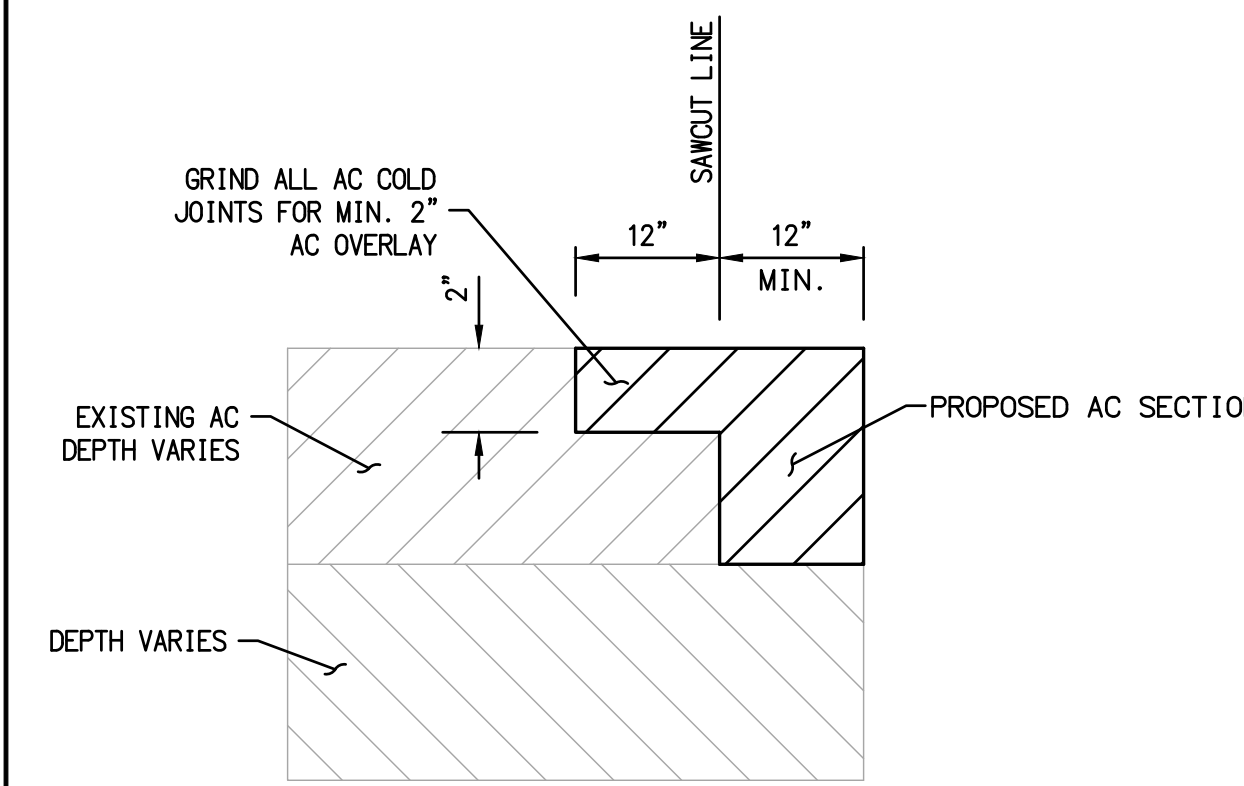 SAWCUT LINE
GRIND ALL AC COLD
JOINTS FOR MIN. 2"
AC OVERLAY
12"
12"
MIN.
2"
EXISTING AC
DEPTH VARIES
PROPOSED AC SECTIO
DEPTH VARIES